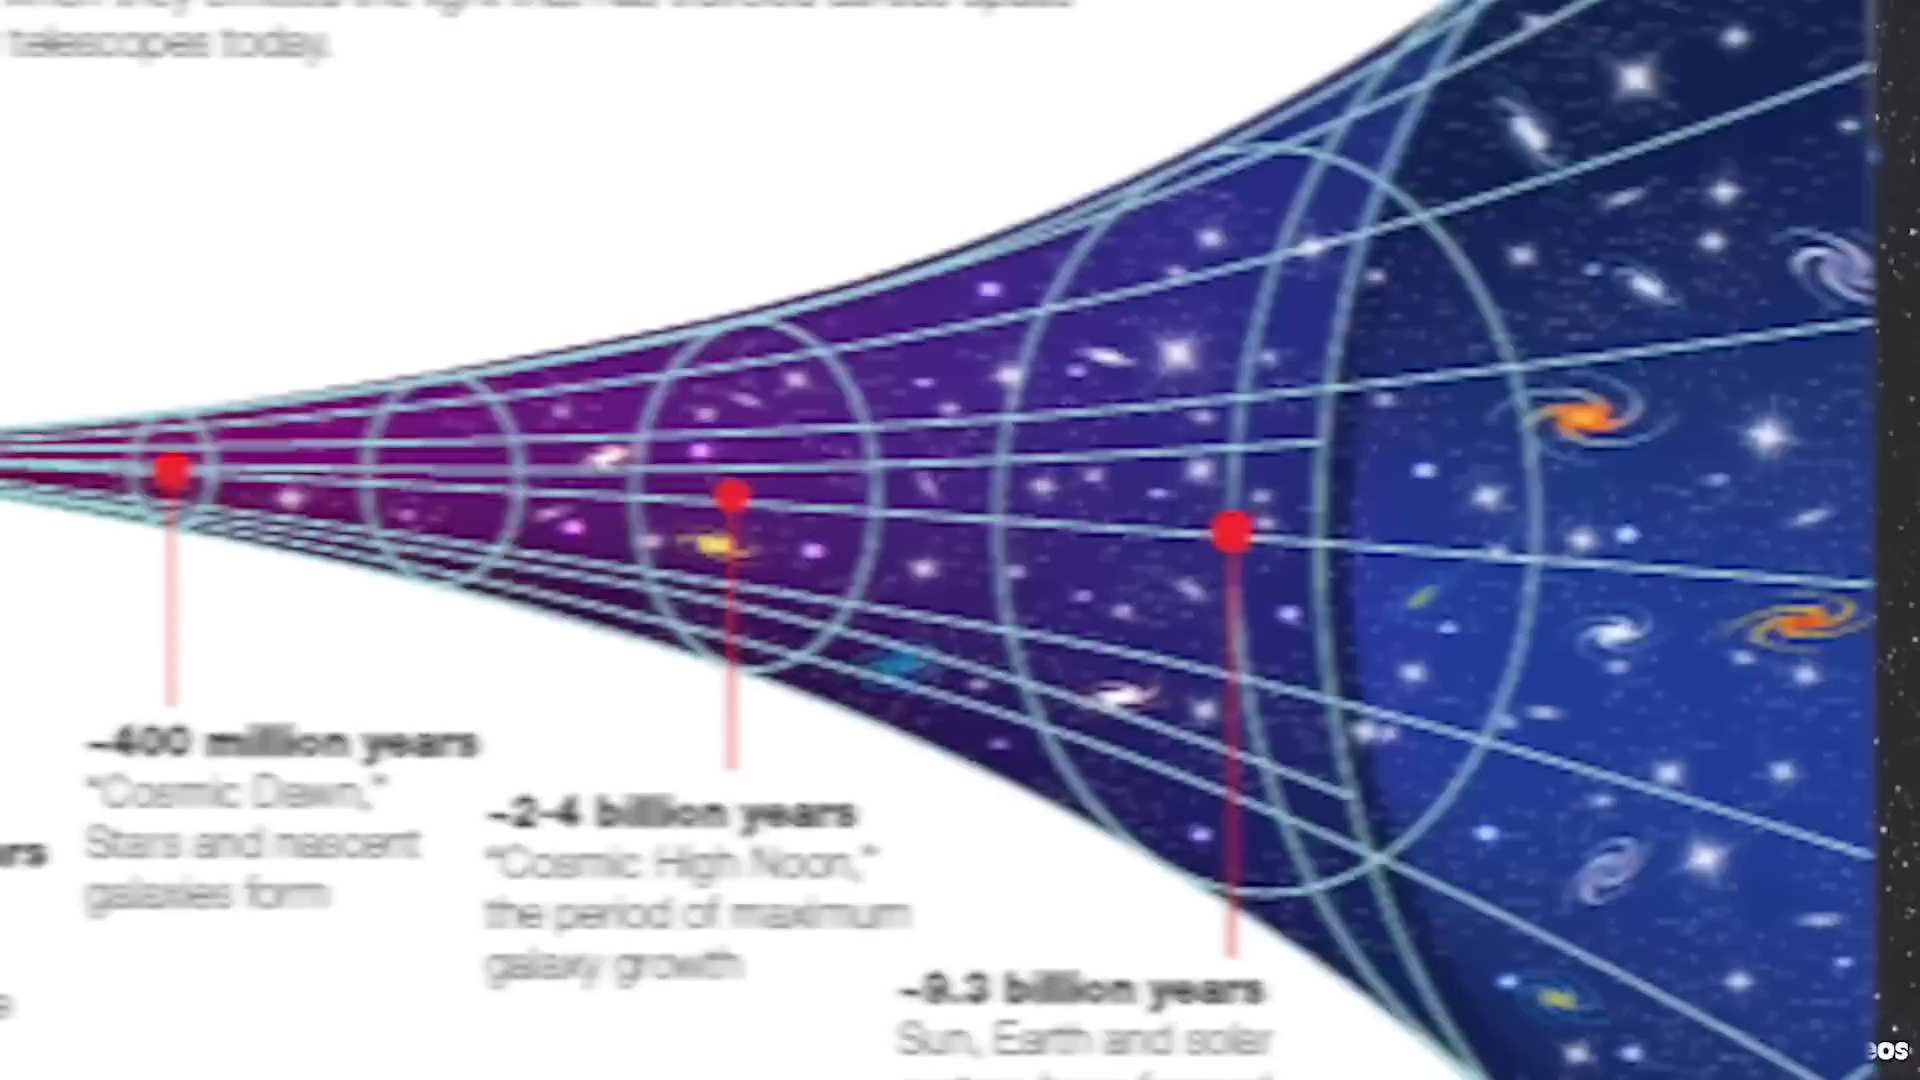 telescopes today.
~400 million years
"Cosmic Dawn,"
Stars and nascent
galaxies form
~2-4 billion years
"Cosmic High Noon,"
the period of maximum
galaxy growth
~9.3 billion years
Sun, Earth and solar